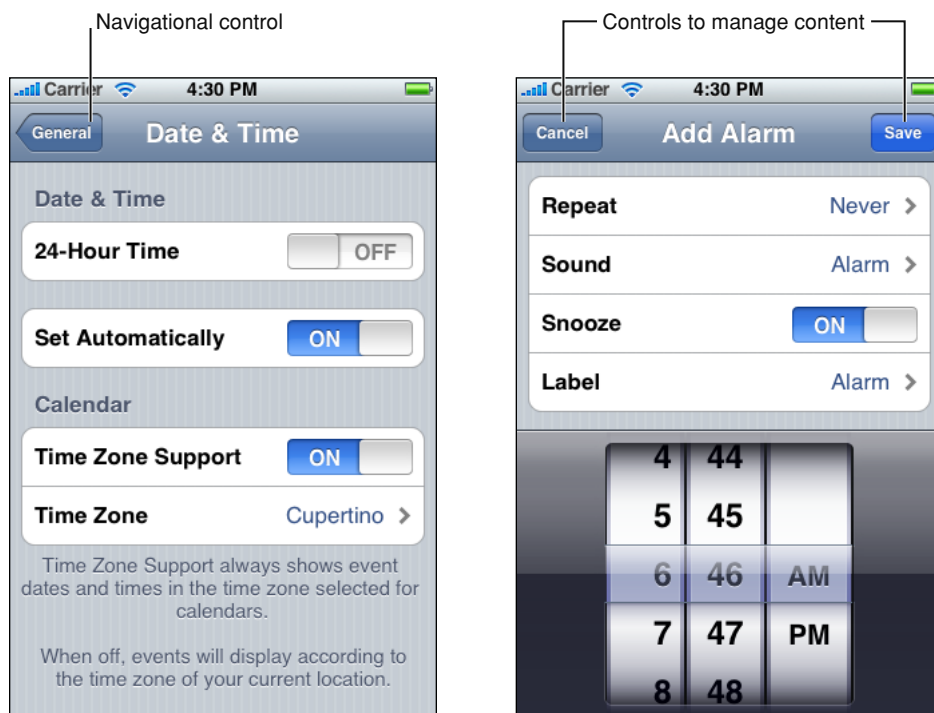 Navigational control
Controls to manage content
Carrier 4:30 PM
General Date & Time
Date & Time
24-Hour Time OFF
Set Automatically ON
Calendar
Time Zone Support ON
Time Zone Cupertino
Time Zone Support always shows event
dates and times in the time zone selected for
calendars.
When off, events will display according to
the time zone of your current location.
Carrier 4:30 PM
Cancel Add Alarm Save
Repeat Never
Sound Alarm
Snooze ON
Label Alarm
4 44
5 45
6 46 AM
7 47 PM
8 48